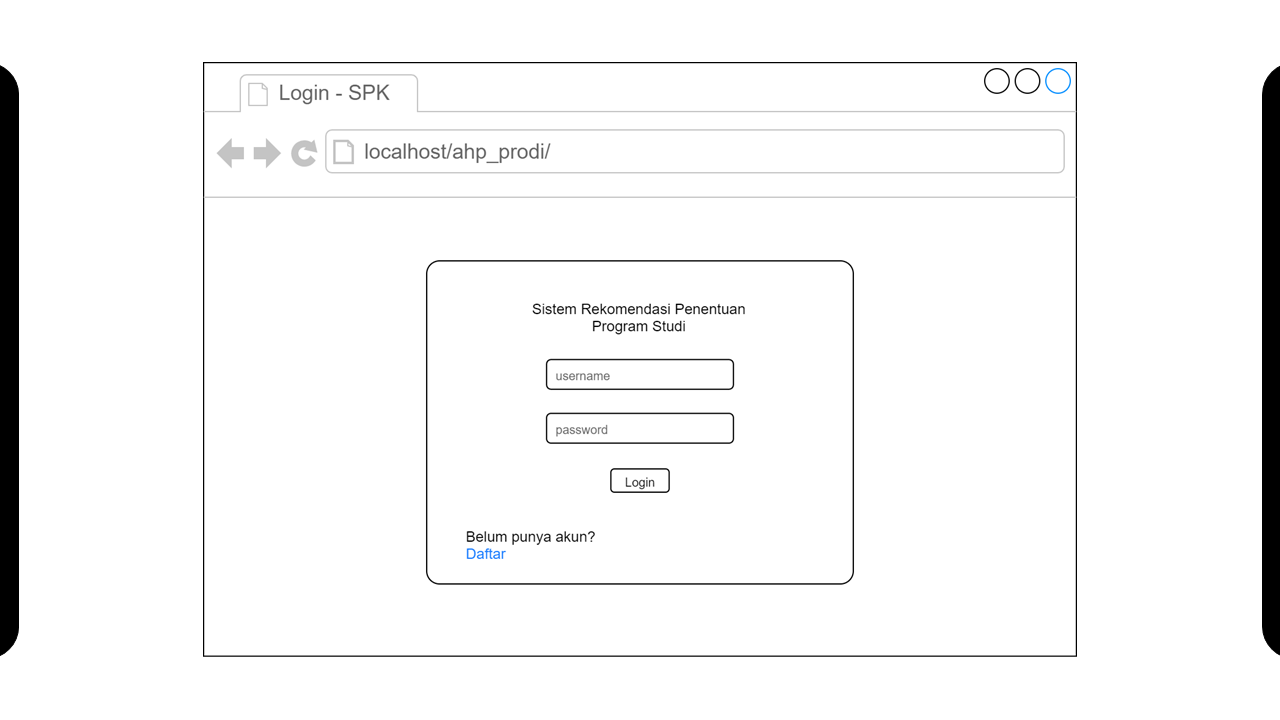 Login - SPK
localhost/ahp_prodi/
Sistem Rekomendasi Penentuan
Program Studi
username
password
Login
Belum punya akun?
Daftar